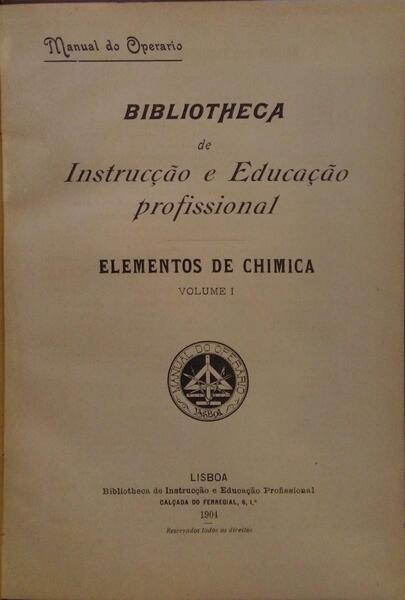 Manual do Operario
BIBLIOTHECA
de
Instrucção e Educação
profissional
ELEMENTOS DE CHIMICA
VOLUME I
MANUAL DO OPERARIO
LISBOA
LISBOA
Bibliotheca de Instrucção e Educação Profissional
CALÇADA DO FERREGIAL, 6, 1.º
1904
Reservados todos os direitos